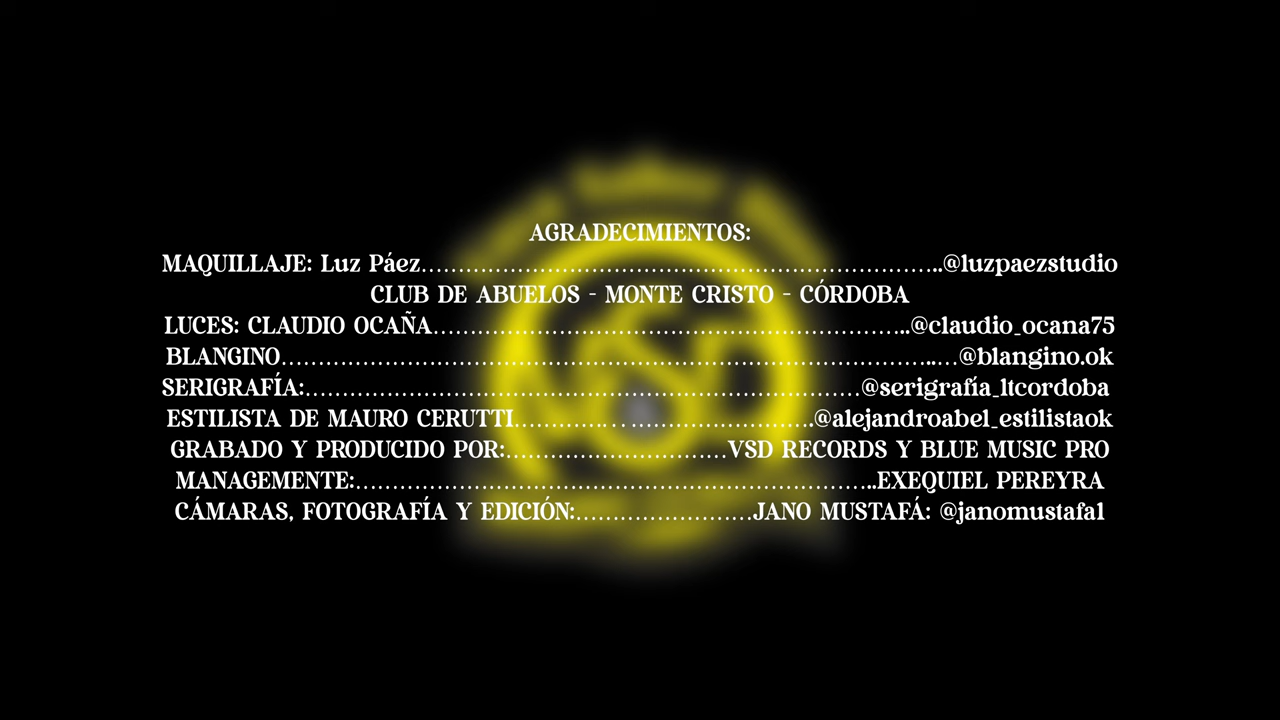 AGRADECIMIENTOS:
MAQUILLAJE: Luz Páez................................................................@luzpaezstudio
CLUB DE ABUELOS - MONTE CRISTO - CÓRDOBA
LUCES: CLAUDIO OCAÑA...........................................................@claudio_ocana75
BLANGINO................................................................................@blangino.ok
SERIGRAFÍA:.....................................................................@serigrafía_ltcordoba
ESTILISTA DE MAURO CERUTTI......................................@alejandroabel_estilistaok
GRABADO Y PRODUCIDO POR:............................VSD RECORDS Y BLUE MUSIC PRO
MANAGEMENTE:................................................................EXEQUIEL PEREYRA
CÁMARAS, FOTOGRAFÍA Y EDICIÓN:........................JANO MUSTAFÁ: @janomustafa1